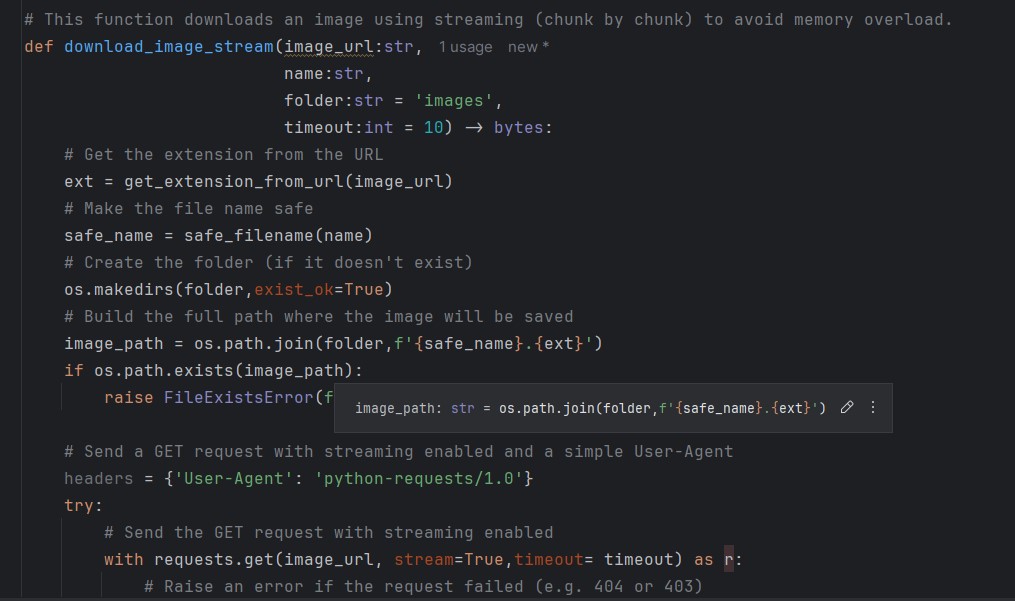 # This function downloads an image using streaming (chunk by chunk) to avoid memory overload.
def download_image_stream(image_url:str, 1 usage new *
                          name:str,
                          folder:str = 'images',
                          timeout:int = 10) -> bytes:
    # Get the extension from the URL
    ext = get_extension_from_url(image_url)
    # Make the file name safe
    safe_name = safe_filename(name)
    # Create the folder (if it doesn't exist)
    os.makedirs(folder,exist_ok=True)
    # Build the full path where the image will be saved
    image_path = os.path.join(folder,f'{safe_name}.{ext}')
    if os.path.exists(image_path):
        raise FileExistsError(f
image_path: str = os.path.join(folder,f'{safe_name}.{ext}')
    # Send a GET request with streaming enabled and a simple User-Agent
    headers = {'User-Agent': 'python-requests/1.0'}
    try:
        # Send the GET request with streaming enabled
        with requests.get(image_url, stream=True,timeout= timeout) as r:
            # Raise an error if the request failed (e.g. 404 or 403)